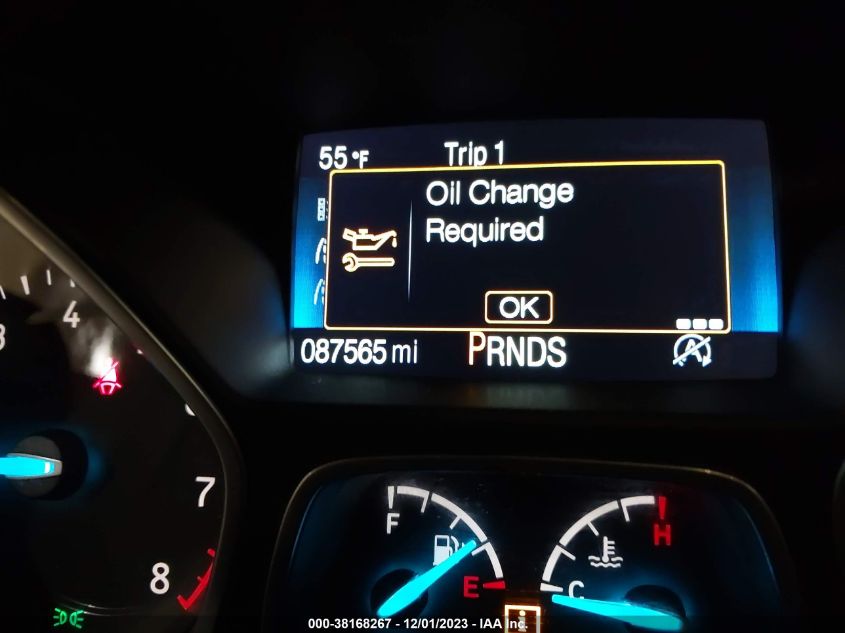 55°F Trip 1
Oil Change
Required
OK
087565 mi PRNDS
4
7
8
F
E
H
C
000-38168267 - 12/01/2023 - IAA Inc.